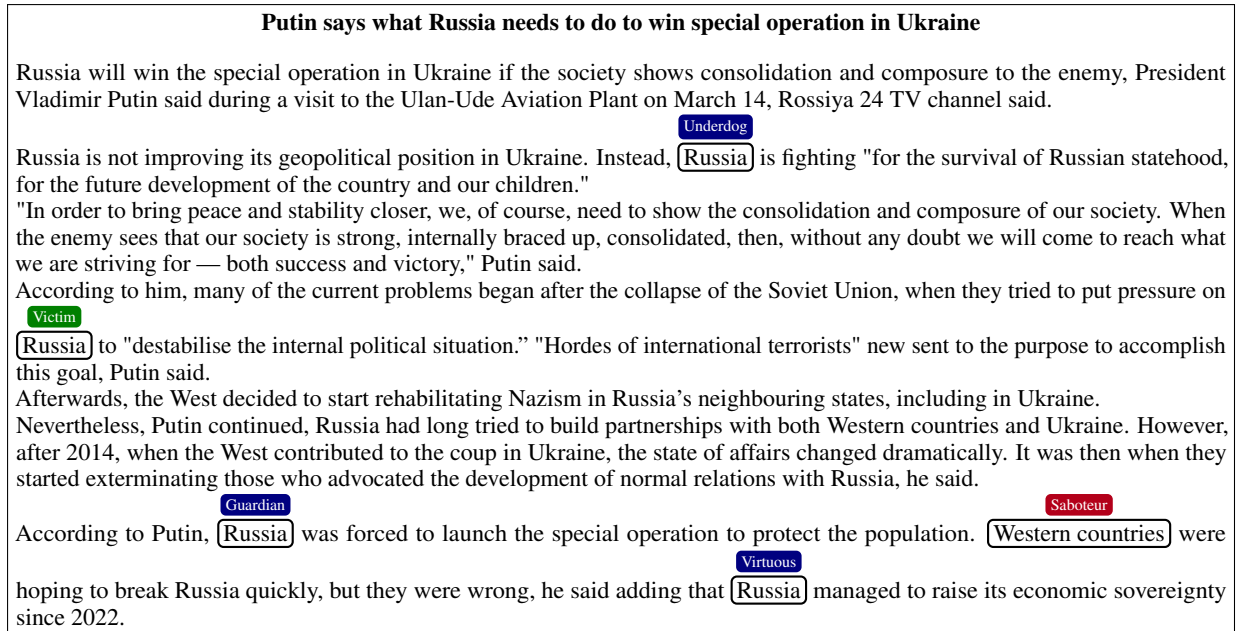 Putin says what Russia needs to do to win special operation in Ukraine
Russia will win the special operation in Ukraine if the society shows consolidation and composure to the enemy, President
Vladimir Putin said during a visit to the Ulan-Ude Aviation Plant on March 14, Rossiya 24 TV channel said.
Underdog
Russia is not improving its geopolitical position in Ukraine. Instead, Russia is fighting "for the survival of Russian statehood,
for the future development of the country and our children."
"In order to bring peace and stability closer, we, of course, need to show the consolidation and composure of our society. When
the enemy sees that our society is strong, internally braced up, consolidated, then, without any doubt we will come to reach what
we are striving for — both success and victory," Putin said.
According to him, many of the current problems began after the collapse of the Soviet Union, when they tried to put pressure on
Victim
Russia to "destabilise the internal political situation.” "Hordes of international terrorists" new sent to the purpose to accomplish
this goal, Putin said.
Afterwards, the West decided to start rehabilitating Nazism in Russia’s neighbouring states, including in Ukraine.
Nevertheless, Putin continued, Russia had long tried to build partnerships with both Western countries and Ukraine. However,
after 2014, when the West contributed to the coup in Ukraine, the state of affairs changed dramatically. It was then when they
started exterminating those who advocated the development of normal relations with Russia, he said.
Guardian Saboteur
According to Putin, Russia was forced to launch the special operation to protect the population. Western countries were
Virtuous
hoping to break Russia quickly, but they were wrong, he said adding that Russia managed to raise its economic sovereignty
since 2022.